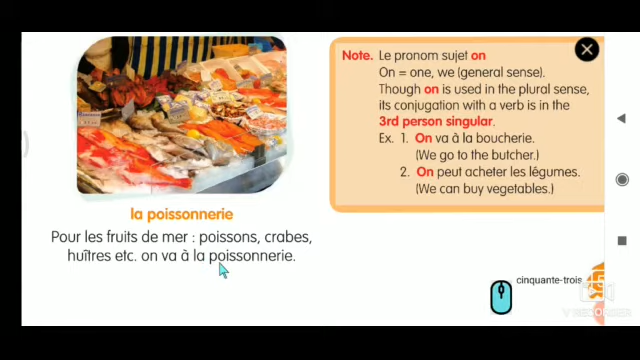 la poissonnerie
Pour les fruits de mer : poissons, crabes,
huîtres etc. on va à la poissonnerie.
Note. Le pronom sujet on
On = one, we (general sense).
Though on is used in the plural sense,
its conjugation with a verb is in the
3rd person singular.
Ex. 1. On va à la boucherie.
(We go to the butcher.)
2. On peut acheter les légumes.
(We can buy vegetables.)
cinquante-trois
V RECORDER